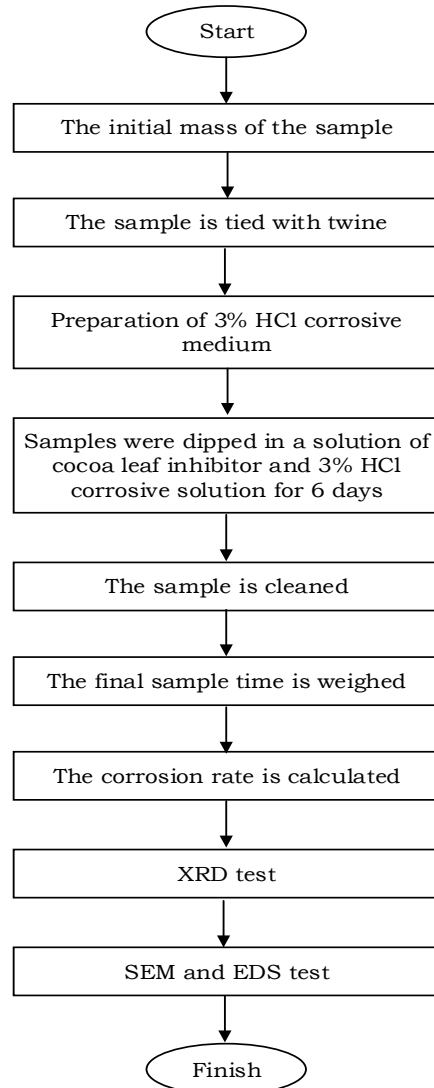 Start
The initial mass of the sample
The sample is tied with twine
Preparation of 3% HCl corrosive
medium
Samples were dipped in a solution of
cocoa leaf inhibitor and 3% HCl
corrosive solution for 6 days
The sample is cleaned
The final sample time is weighed
The corrosion rate is calculated
XRD test
SEM and EDS test
Finish